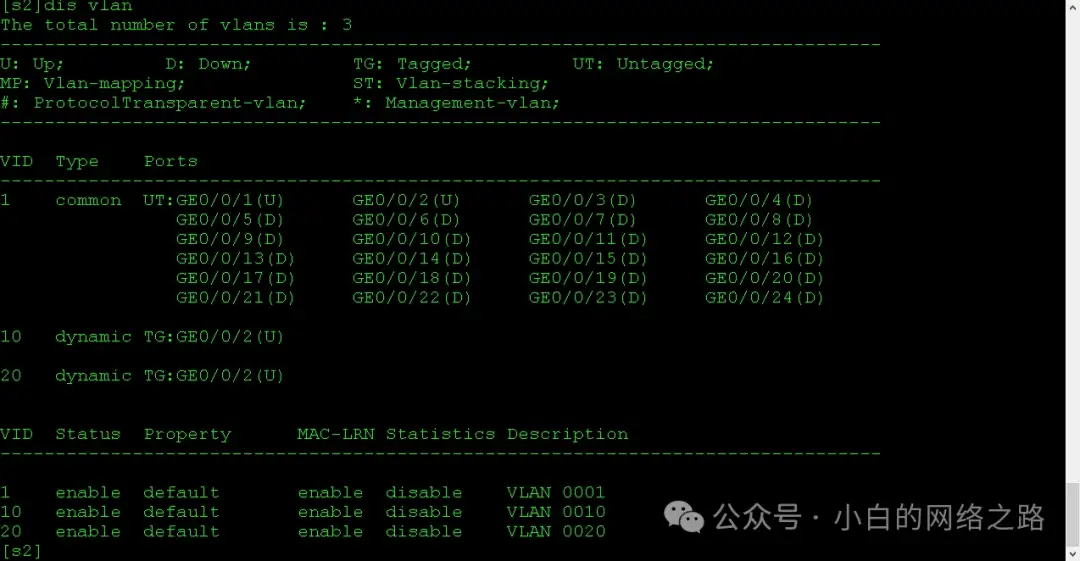 [s2]dis vlan
The total number of vlans is : 3
--------------------------------------------------------------------------------
U: Up;         D: Down;         TG: Tagged;         UT: Untagged;
MP: Vlan-mapping;               ST: Vlan-stacking;
#: ProtocolTransparent-vlan;    *: Management-vlan;
--------------------------------------------------------------------------------
VID  Type    Ports
--------------------------------------------------------------------------------
1    common  UT:GE0/0/1(U)      GE0/0/2(U)      GE0/0/3(D)      GE0/0/4(D)
                GE0/0/5(D)      GE0/0/6(D)      GE0/0/7(D)      GE0/0/8(D)
                GE0/0/9(D)      GE0/0/10(D)     GE0/0/11(D)     GE0/0/12(D)
                GE0/0/13(D)     GE0/0/14(D)     GE0/0/15(D)     GE0/0/16(D)
                GE0/0/17(D)     GE0/0/18(D)     GE0/0/19(D)     GE0/0/20(D)
                GE0/0/21(D)     GE0/0/22(D)     GE0/0/23(D)     GE0/0/24(D)
10   dynamic TG:GE0/0/2(U)
20   dynamic TG:GE0/0/2(U)
VID  Status  Property      MAC-LRN Statistics Description
--------------------------------------------------------------------------------
1    enable  default       enable  disable    VLAN 0001
10   enable  default       enable  disable    VLAN 0010
20   enable  default       enable  disable    VLAN 0020
[s2]
公众号 · 小白的网络之路